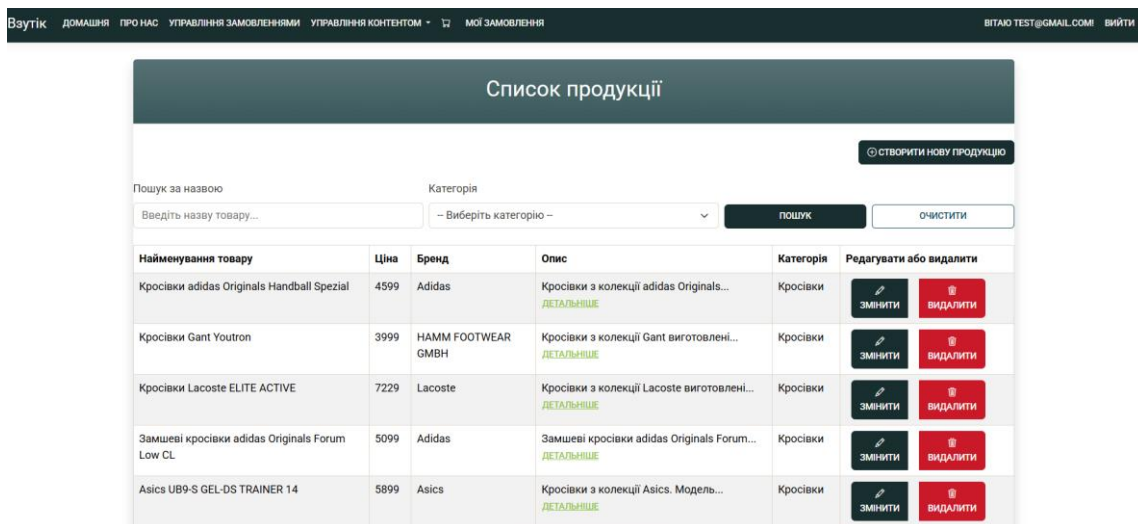 Взутік ДОМАШНЯ ПРО НАС УПРАВЛІННЯ ЗАМОВЛЕННЯМИ УПРАВЛІННЯ КОНТЕНТОМ МОЇ ЗАМОВЛЕННЯ ВІТАЮ TEST@GMAIL.COM! ВИЙТИ
Список продукції
СТВОРИТИ НОВУ ПРОДУКЦІЮ
Пошук за назвою Категорія
Введіть назву товару... -- Виберіть категорію -- ПОШУК ОЧИСТИТИ
Найменування товару Ціна Бренд Опис Категорія Редагувати або видалити
Кросівки adidas Originals Handball Spezial 4599 Adidas Кросівки з колекції adidas Originals... Кросівки
ДЕТАЛЬНІШЕ ЗМІНИТИ ВИДАЛИТИ
Кросівки Gant Youtron 3999 HAMM FOOTWEAR Кросівки з колекції Gant виготовлені... Кросівки
GMBH ДЕТАЛЬНІШЕ ЗМІНИТИ ВИДАЛИТИ
Кросівки Lacoste ELITE ACTIVE 7229 Lacoste Кросівки з колекції Lacoste виготовлені... Кросівки
ДЕТАЛЬНІШЕ ЗМІНИТИ ВИДАЛИТИ
Замшеві кросівки adidas Originals Forum 5099 Adidas Замшеві кросівки adidas Originals Forum... Кросівки
Low CL ДЕТАЛЬНІШЕ ЗМІНИТИ ВИДАЛИТИ
Asics UB9-S GEL-DS TRAINER 14 5899 Asics Кросівки з колекції Asics. Модель... Кросівки
ДЕТАЛЬНІШЕ ЗМІНИТИ ВИДАЛИТИ